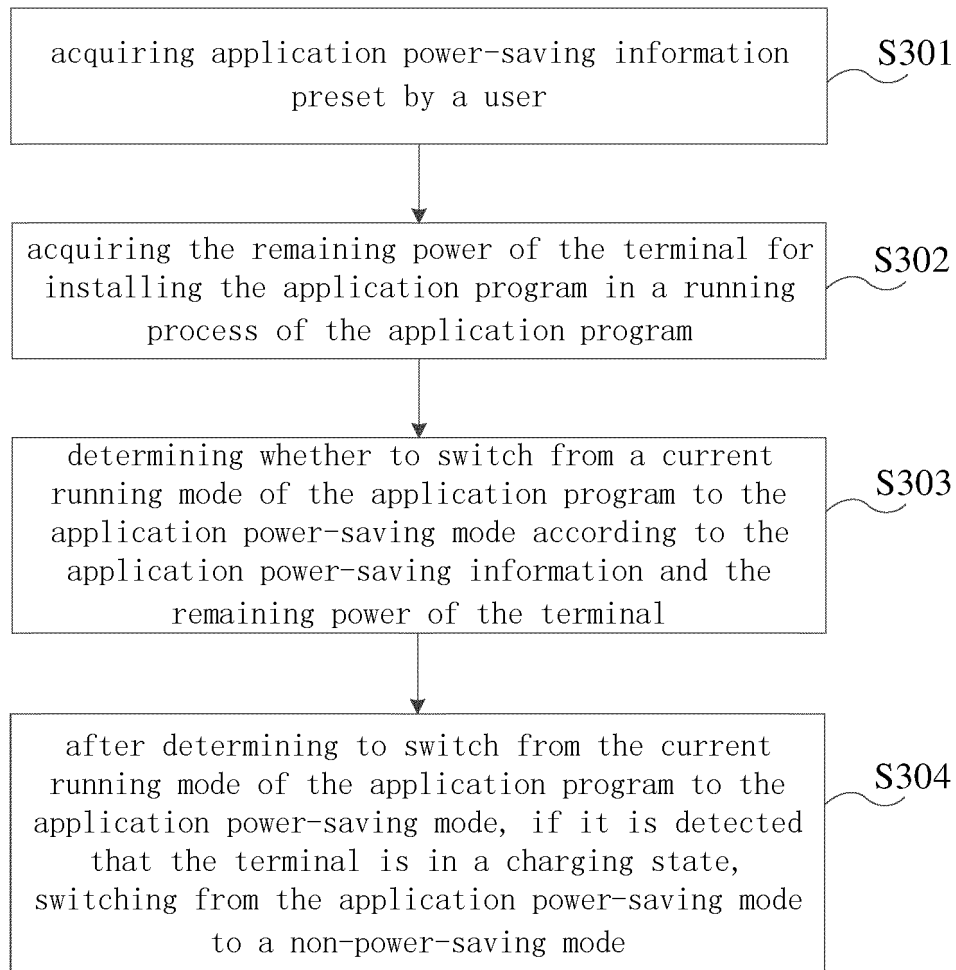 acquiring application power-saving information
preset by a user
S301
acquiring the remaining power of the terminal for
installing the application program in a running
process of the application program
S302
determining whether to switch from a current
running mode of the application program to the
application power-saving mode according to the
application power-saving information and the
remaining power of the terminal
S303
after determining to switch from the current
running mode of the application program to the
application power-saving mode, if it is detected
that the terminal is in a charging state,
switching from the application power-saving mode
to a non-power-saving mode
S304